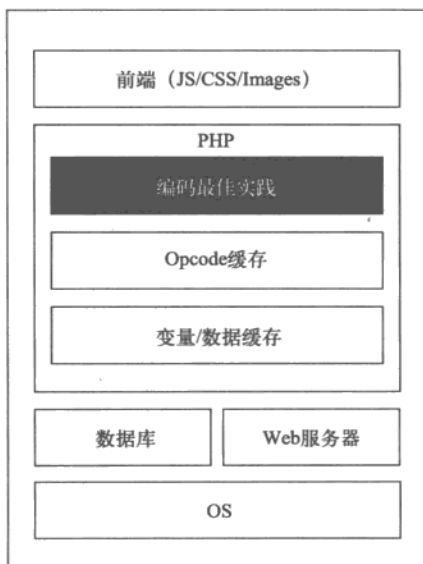 前端（JS/CSS/Images）
PHP
编码最佳实践
Opcode缓存
变量/数据缓存
数据库
Web服务器
OS